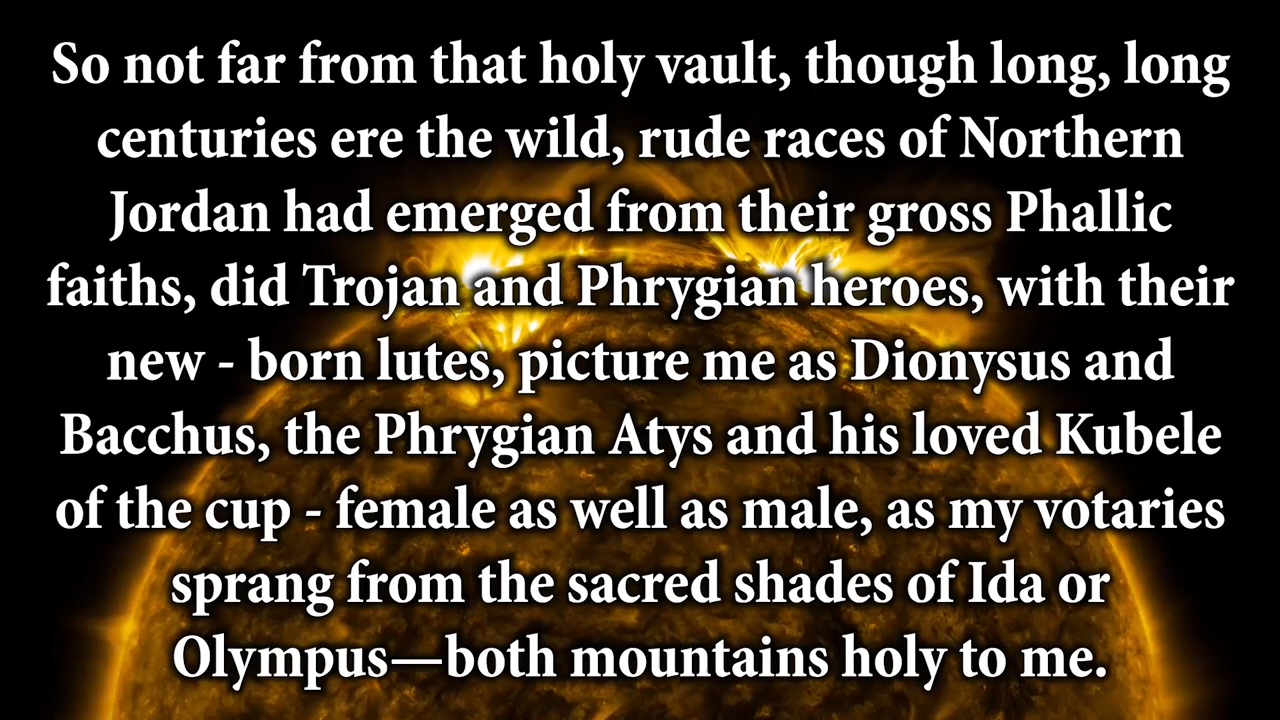 So not far from that holy vault, though long, long
centuries ere the wild, rude races of Northern
Jordan had emerged from their gross Phallic
faiths, did Trojan and Phrygian heroes, with their
new - born lutes, picture me as Dionysus and
Bacchus, the Phrygian Atys and his loved Kubele
of the cup - female as well as male, as my votaries
sprang from the sacred shades of Ida or
Olympus—both mountains holy to me.